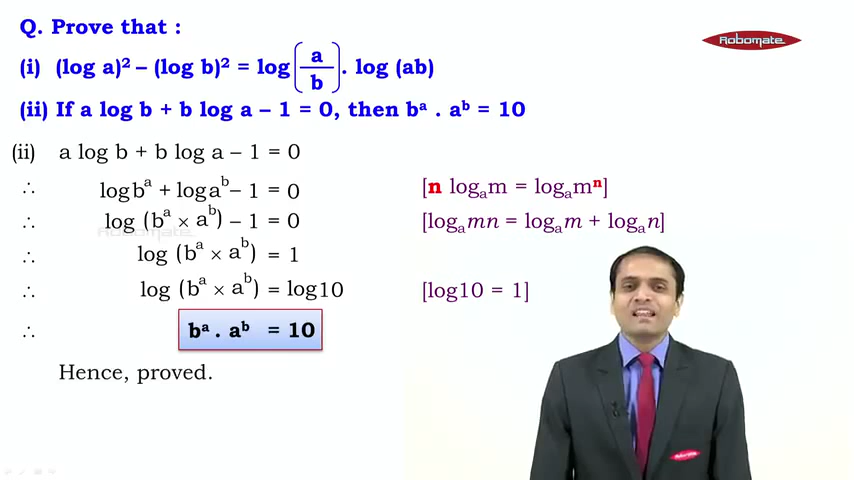 Q. Prove that :
Robomate
(i) (log a)² – (log b)² = log (a/b) . log (ab)
(ii) If a log b + b log a – 1 = 0, then bᵃ . aᵇ = 10
(ii) a log b + b log a – 1 = 0
∴ log bᵃ + log aᵇ – 1 = 0 [n logₐm = logₐmⁿ]
∴ log (bᵃ × aᵇ) – 1 = 0 [logₐmn = logₐm + logₐn]
Robomate
∴ log (bᵃ × aᵇ) = 1
∴ log (bᵃ × aᵇ) = log10 [log10 = 1]
∴ bᵃ . aᵇ = 10
Hence, proved.
Robomate